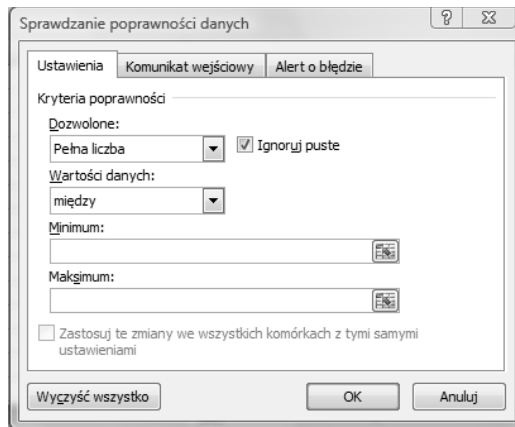 Sprawdzanie poprawności danych
Ustawienia
Komunikat wejściowy
Alert o błędzie
Kryteria poprawności
Dozwolone:
Pełna liczba
Ignoruj puste
Wartości danych:
między
Minimum:
Maksimum:
Zastosuj te zmiany we wszystkich komórkach z tymi samymi
ustawieniami
Wyczyść wszystko
OK
Anuluj